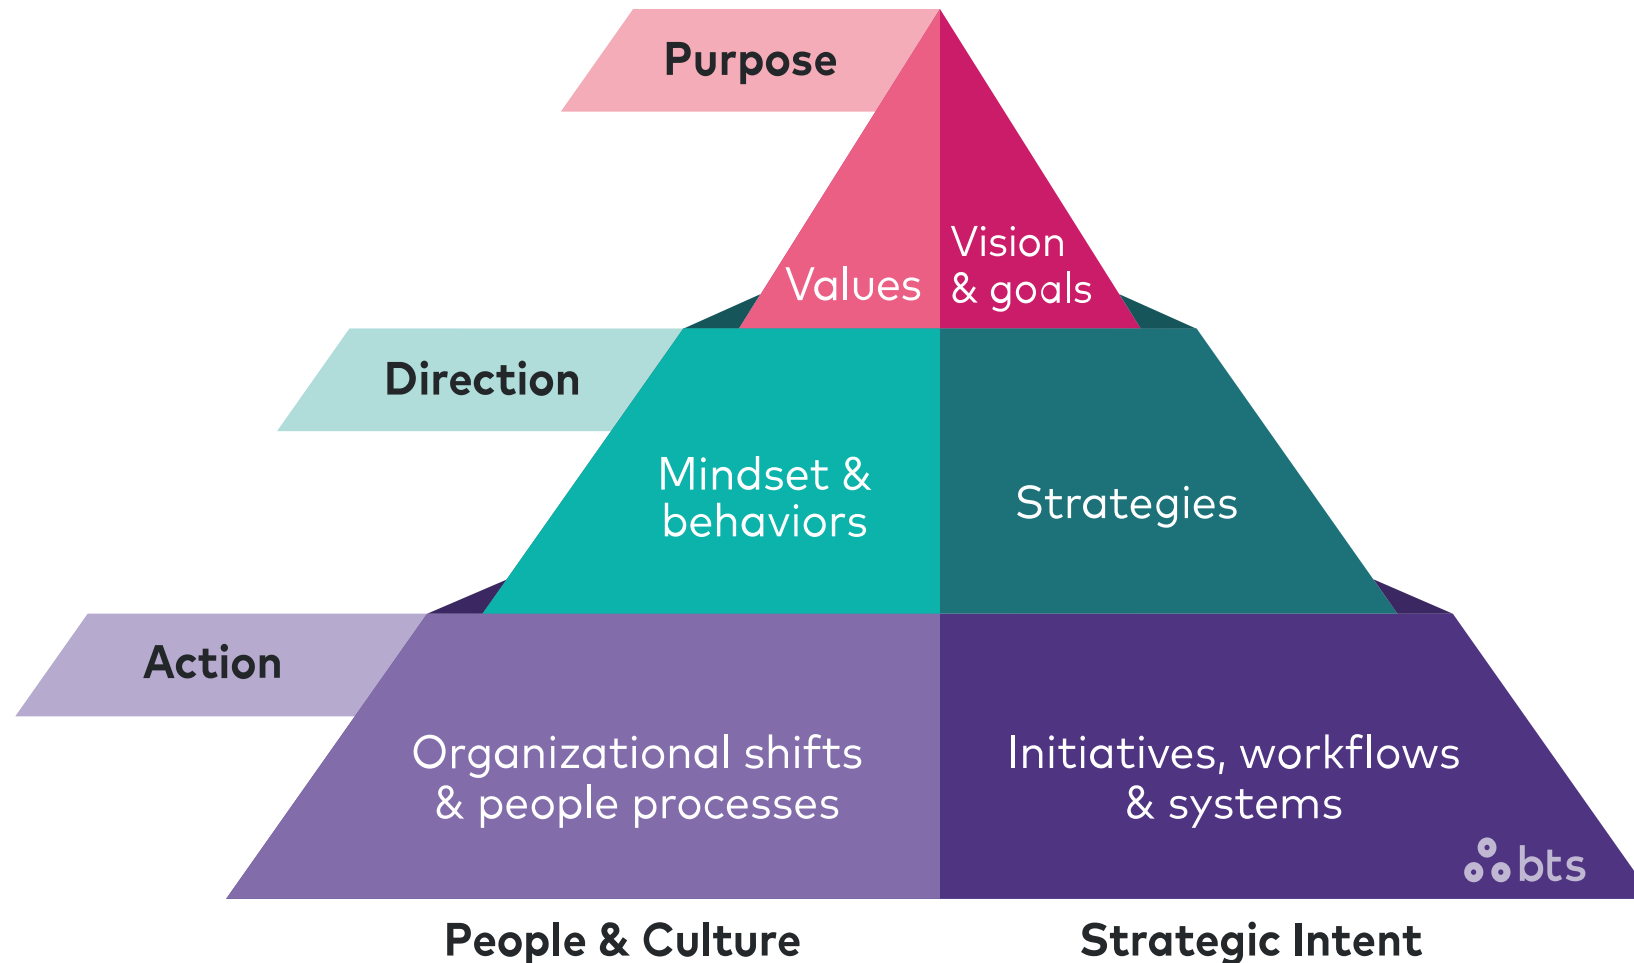 Purpose
Values
Vision
& goals
Direction
Mindset &
behaviors
Strategies
Action
Organizational shifts
& people processes
Initiatives, workflows
& systems
bts
People & Culture
Strategic Intent